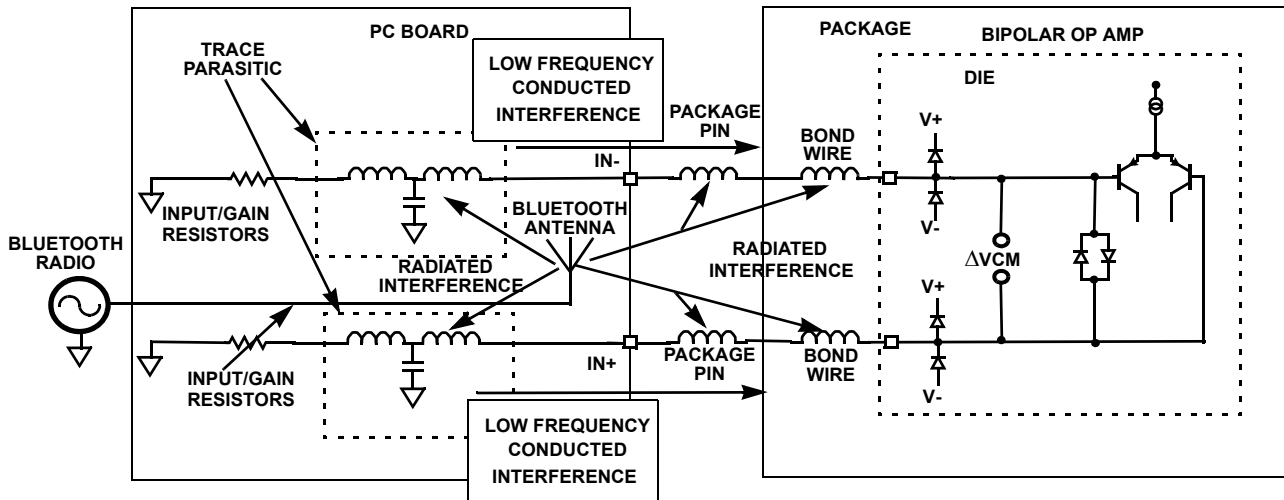 PC BOARD
PACKAGE
BIPOLAR OP AMP
TRACE
PARASITIC
LOW FREQUENCY
CONDUCTED
INTERFERENCE
DIE
PACKAGE
PIN
BOND
WIRE
V+
IN-
V-
INPUT/GAIN
RESISTORS
BLUETOOTH
ANTENNA
BLUETOOTH
RADIO
RADIATED
INTERFERENCE
RADIATED
INTERFERENCE
ΔVCM
V+
IN+
PACKAGE
PIN
BOND
WIRE
V-
INPUT/GAIN
RESISTORS
LOW FREQUENCY
CONDUCTED
INTERFERENCE